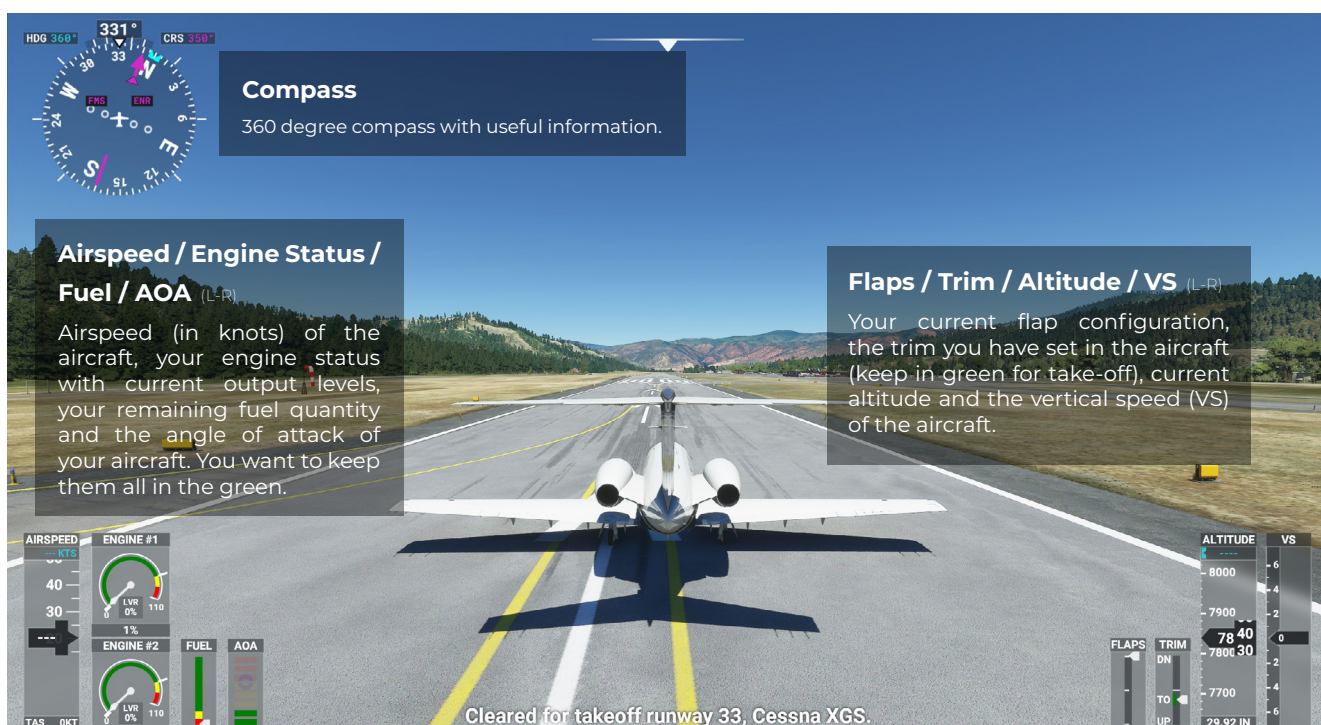 331°
HDG 360°
CRS 350°
33
N
3
6
E
12
15
S
21
24
W
30
FMS ENR
Compass
360 degree compass with useful information.
Airspeed / Engine Status /
Fuel / AOA (L-R)
Airspeed (in knots) of the
aircraft, your engine status
with current output levels,
your remaining fuel quantity
and the angle of attack of
your aircraft. You want to keep
them all in the green.
Flaps / Trim / Altitude / VS (L-R)
Your current flap configuration,
the trim you have set in the aircraft
(keep in green for take-off), current
altitude and the vertical speed (VS)
of the aircraft.
AIRSPEED
--- KTS
40
30
---
TAS 0KT
ENGINE #1
LVR
0%
0 110
1%
ENGINE #2
LVR
0%
0 110
FUEL
AOA
Cleared for takeoff runway 33, Cessna XGS.
FLAPS
TRIM
DN
TO
UP
ALTITUDE
----
8000
7900
78 40
30
7800
7700
29.92 IN
VS
6
4
2
0
2
4
6